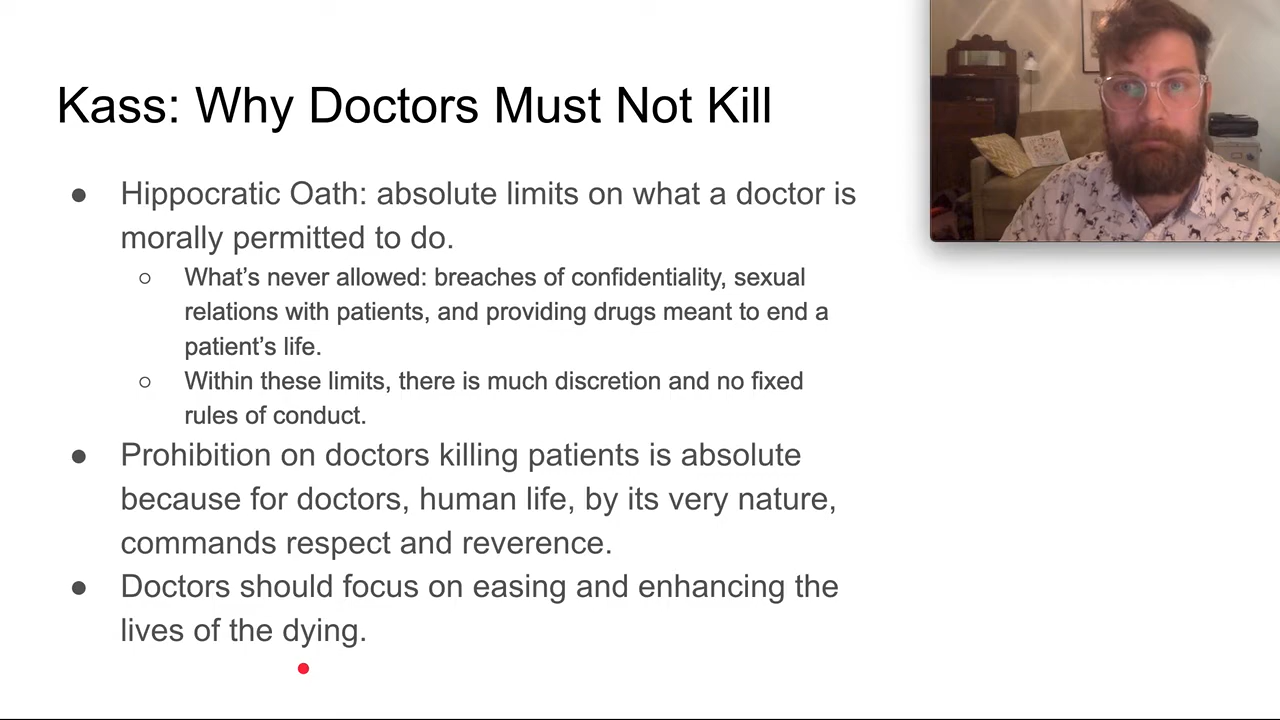 Kass: Why Doctors Must Not Kill
● Hippocratic Oath: absolute limits on what a doctor is
morally permitted to do.
○ What’s never allowed: breaches of confidentiality, sexual
relations with patients, and providing drugs meant to end a
patient’s life.
○ Within these limits, there is much discretion and no fixed
rules of conduct.
● Prohibition on doctors killing patients is absolute
because for doctors, human life, by its very nature,
commands respect and reverence.
● Doctors should focus on easing and enhancing the
lives of the dying.